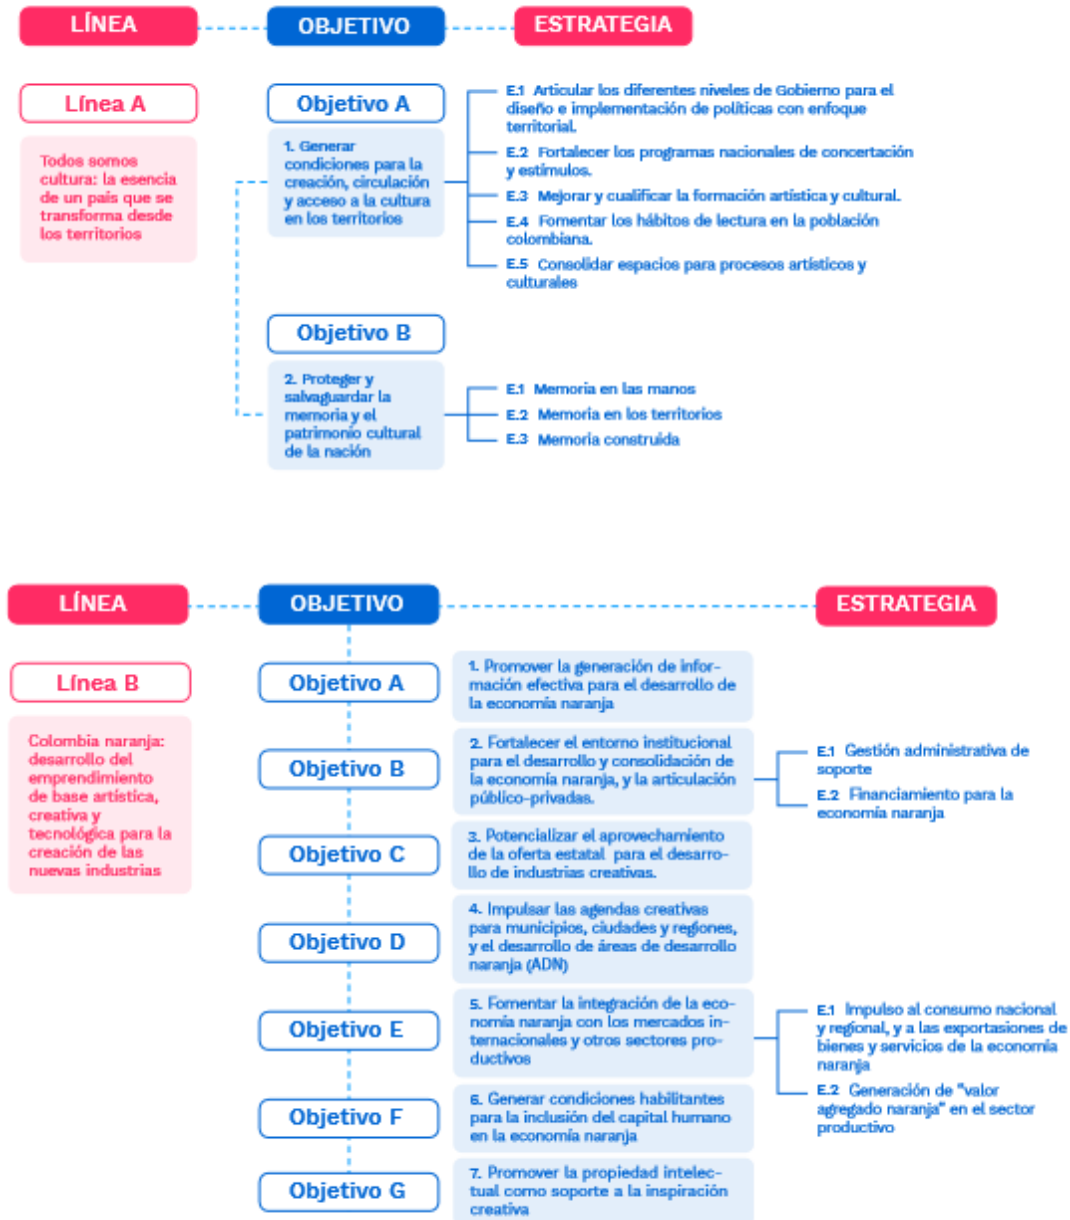 LÍNEA
OBJETIVO
ESTRATEGIA
Línea A
Todos somos
cultura: la esencia
de un país que se
transforma desde
los territorios
Objetivo A
1. Generar
condiciones para la
creación, circulación
y acceso a la cultura
en los territorios
E.1 Articular los diferentes niveles de Gobierno para el
diseño e implementación de políticas con enfoque
territorial.
E.2 Fortalecer los programas nacionales de concertación
y estímulos.
E.3 Mejorar y cualificar la formación artística y cultural.
E.4 Fomentar los hábitos de lectura en la población
colombiana.
E.5 Consolidar espacios para procesos artísticos y
culturales
Objetivo B
2. Proteger y
salvaguardar la
memoria y el
patrimonio cultural
de la nación
E.1 Memoria en las manos
E.2 Memoria en los territorios
E.3 Memoria construida
LÍNEA
OBJETIVO
ESTRATEGIA
Línea B
Colombia naranja:
desarrollo del
emprendimiento
de base artística,
creativa y
tecnológica para la
creación de las
nuevas industrias
Objetivo A
1. Promover la generación de infor-
mación efectiva para el desarrollo de
la economía naranja
Objetivo B
2. Fortalecer el entorno institucional
para el desarrollo y consolidación de
la economía naranja, y la articulación
público-privadas.
E.1 Gestión administrativa de
soporte
E.2 Financiamiento para la
economía naranja
Objetivo C
3. Potencializar el aprovechamiento
de la oferta estatal para el desarro-
llo de industrias creativas.
Objetivo D
4. Impulsar las agendas creativas
para municipios, ciudades y regiones,
y el desarrollo de áreas de desarrollo
naranja (ADN)
Objetivo E
5. Fomentar la integración de la eco-
nomía naranja con los mercados in-
ternacionales y otros sectores pro-
ductivos
E.1 Impulso al consumo nacional
y regional, y a las exportasiones de
bienes y servicios de la economía
naranja
E.2 Generación de "valor
agregado naranja" en el sector
productivo
Objetivo F
6. Generar condiciones habilitantes
para la inclusión del capital humano
en la economía naranja
Objetivo G
7. Promover la propiedad intelec-
tual como soporte a la inspiración
creativa